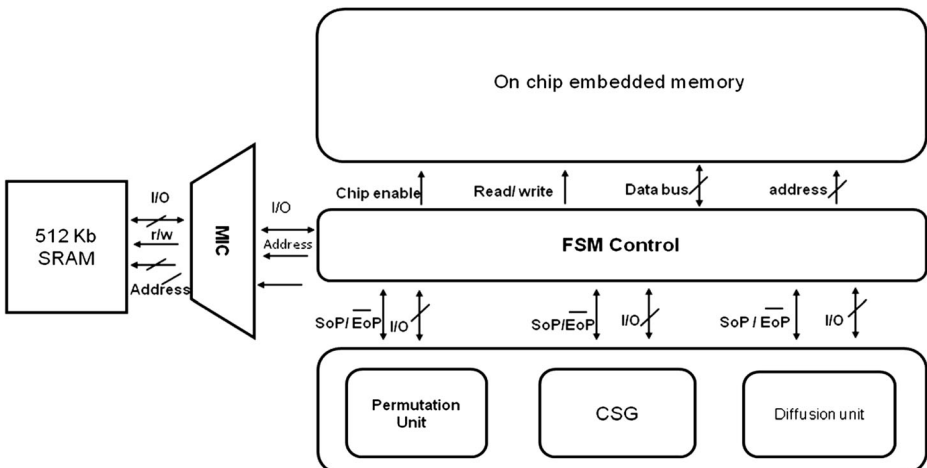 On chip embedded memory
Chip enable
Read/ write
Data bus
address
I/O
I/O
512 Kb
SRAM
r/w
MIC
Address
FSM Control
Address
SoP/ EoP
I/O
SoP/EoP
I/O
SoP / EoP
I/O
Permutation
Unit
CSG
Diffusion unit